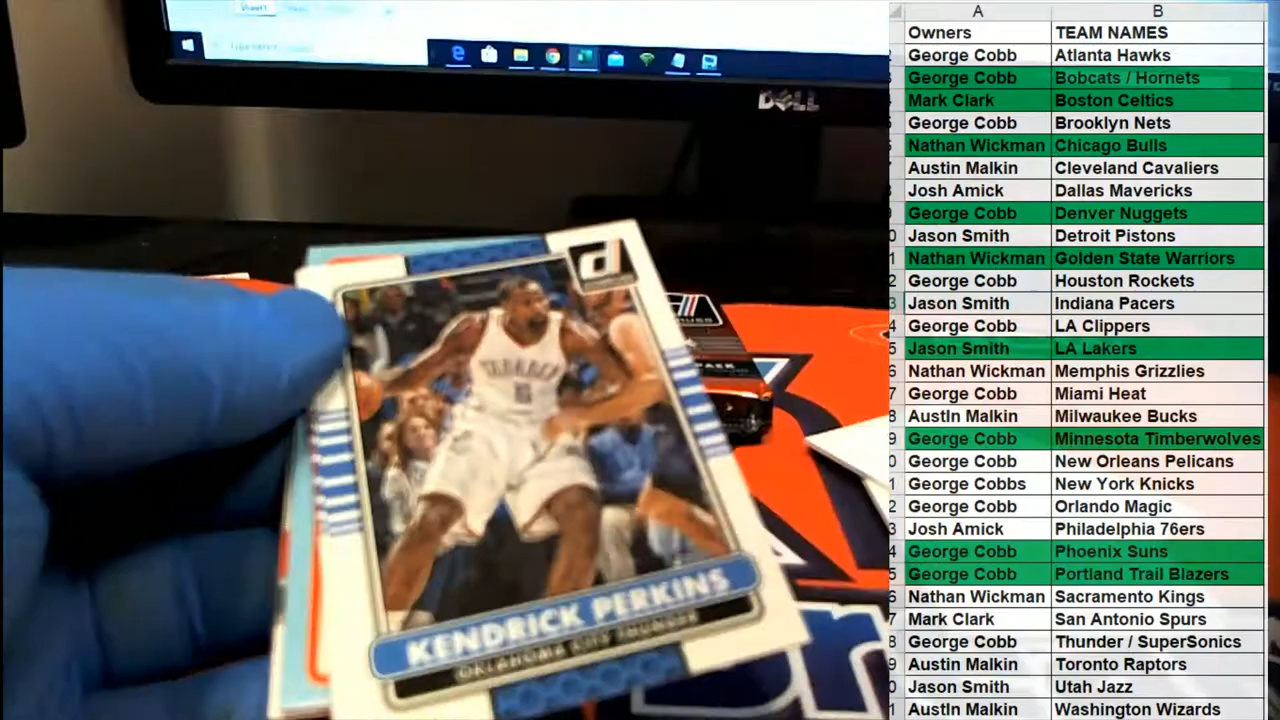 Sheet1
DELL
d
THUNDER
KENDRICK PERKINS
OKLAHOMA CITY THUNDER
A B
Owners TEAM NAMES
George Cobb Atlanta Hawks
George Cobb Bobcats / Hornets
Mark Clark Boston Celtics
George Cobb Brooklyn Nets
Nathan Wickman Chicago Bulls
Austin Malkin Cleveland Cavaliers
Josh Amick Dallas Mavericks
George Cobb Denver Nuggets
Jason Smith Detroit Pistons
Nathan Wickman Golden State Warriors
George Cobb Houston Rockets
Jason Smith Indiana Pacers
George Cobb LA Clippers
Jason Smith LA Lakers
Nathan Wickman Memphis Grizzlies
George Cobb Miami Heat
AustIn Malkin Milwaukee Bucks
George Cobb Minnesota Timberwolves
George Cobb New Orleans Pelicans
George Cobbs New York Knicks
George Cobb Orlando Magic
Josh Amick Philadelphia 76ers
George Cobb Phoenix Suns
George Cobb Portland Trail Blazers
Nathan Wickman Sacramento Kings
Mark Clark San Antonio Spurs
George Cobb Thunder / SuperSonics
Austin Malkin Toronto Raptors
Jason Smith Utah Jazz
AustIn Malkin Washington Wizards